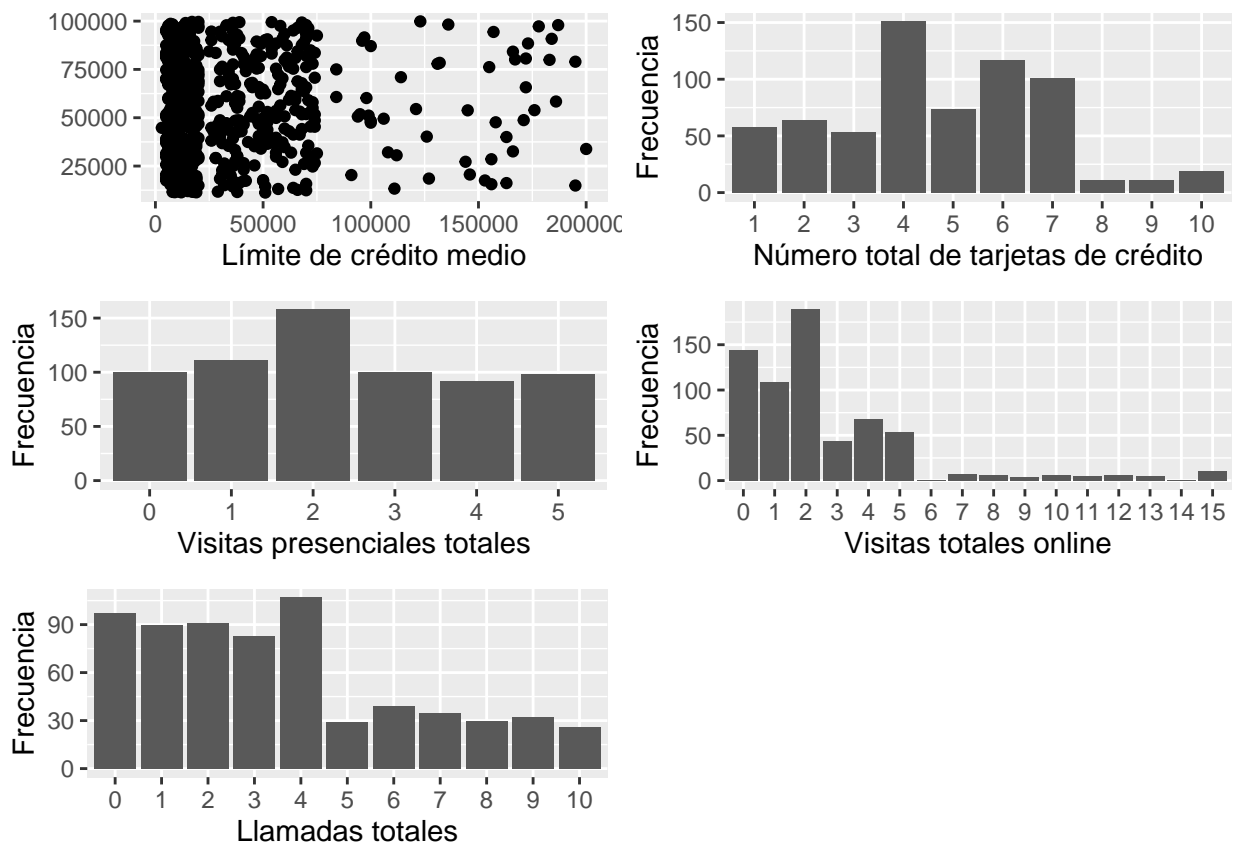 100000
75000
50000
25000
0 50000 100000 150000 200000
Límite de crédito medio
Frecuencia
150
100
50
0
1 2 3 4 5 6 7 8 9 10
Número total de tarjetas de crédito
Frecuencia
150
100
50
0
0 1 2 3 4 5
Visitas presenciales totales
Frecuencia
150
100
50
0
0 1 2 3 4 5 6 7 8 9 10 11 12 13 14 15
Visitas totales online
Frecuencia
90
60
30
0
0 1 2 3 4 5 6 7 8 9 10
Llamadas totales